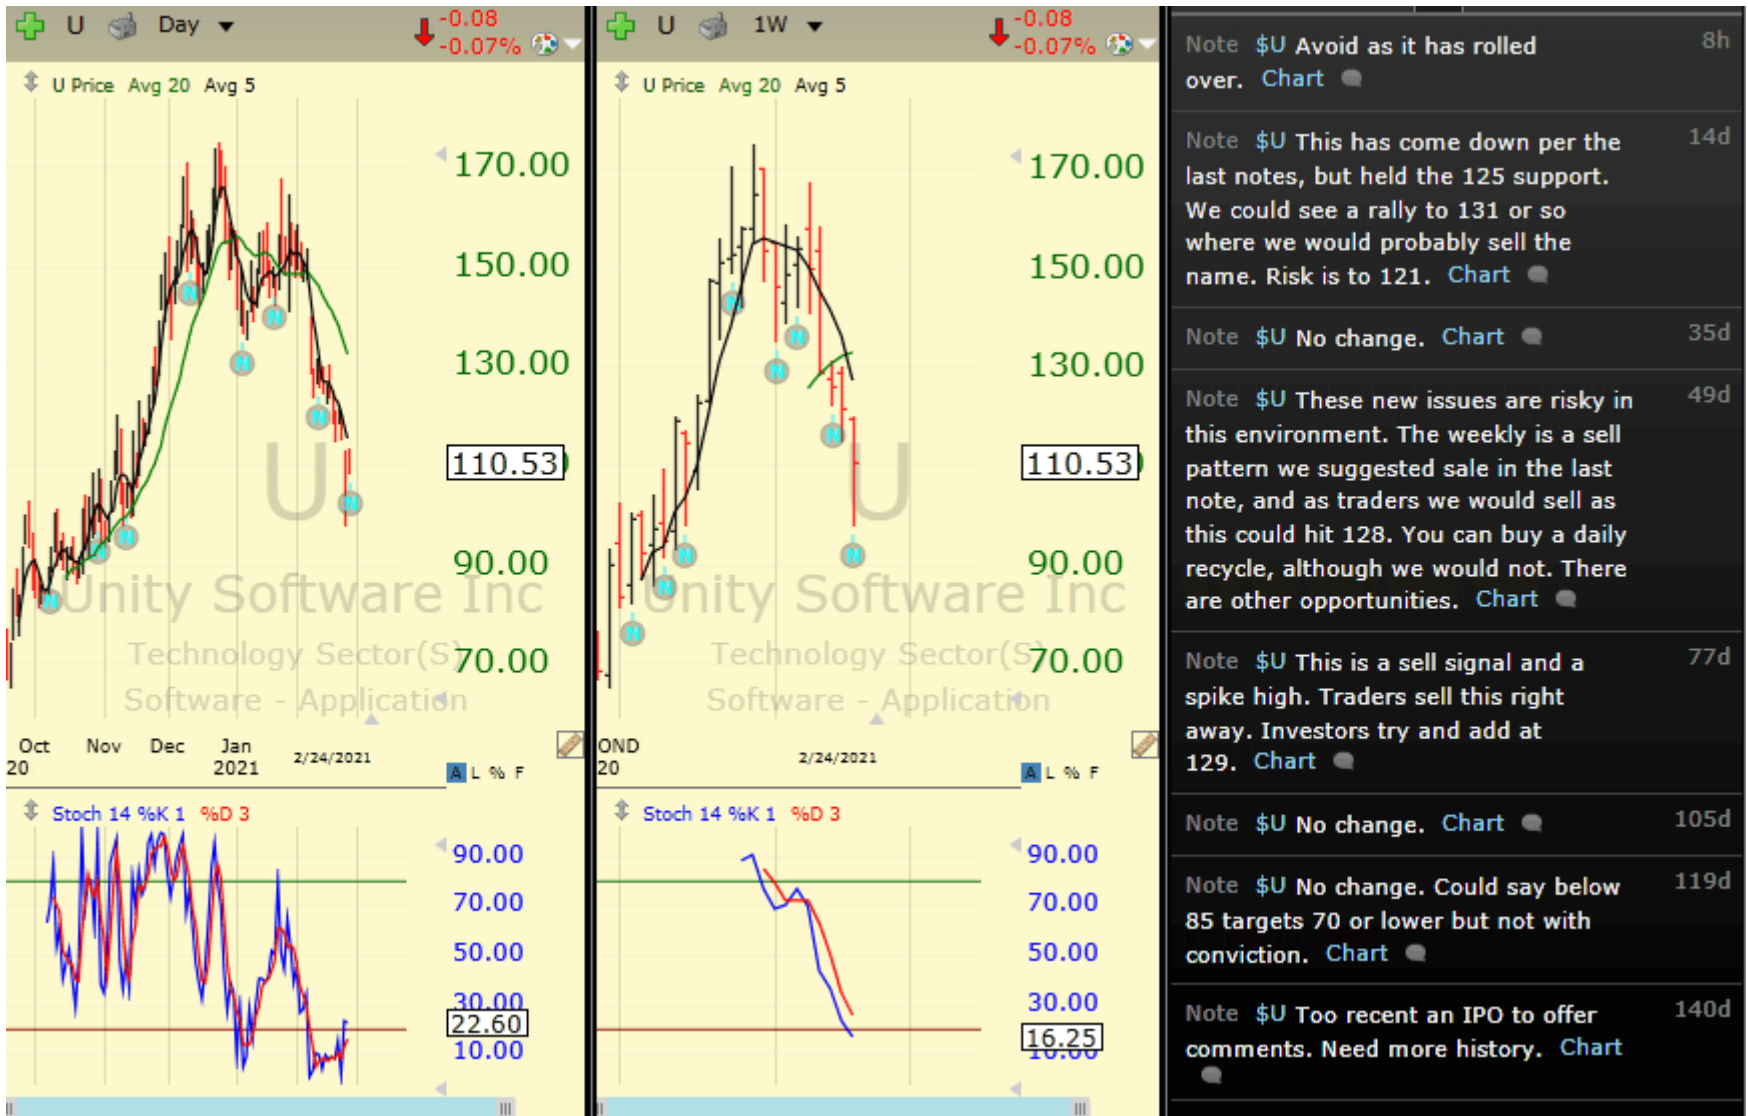 U Day -0.08
-0.07%
U Price Avg 20 Avg 5
170.00
150.00
130.00
110.53
90.00
70.00
U
Unity Software Inc
Technology Sector(S)
Software - Application
N
N
N
N
N
N
N
N
Oct Nov Dec Jan 2/24/2021
20 2021
A L % F
Stoch 14 %K 1 %D 3
90.00
70.00
50.00
30.00
22.60
10.00
U 1W -0.08
-0.07%
U Price Avg 20 Avg 5
170.00
150.00
130.00
110.53
90.00
70.00
U
Unity Software Inc
Technology Sector(S)
Software - Application
N
N
N
N
N
N
N
N
OND 2/24/2021
20
A L % F
Stoch 14 %K 1 %D 3
90.00
70.00
50.00
30.00
16.25
10.00
Note $U Avoid as it has rolled 8h
over. Chart
Note $U This has come down per the 14d
last notes, but held the 125 support.
We could see a rally to 131 or so
where we would probably sell the
name. Risk is to 121. Chart
Note $U No change. Chart 35d
Note $U These new issues are risky in 49d
this environment. The weekly is a sell
pattern we suggested sale in the last
note, and as traders we would sell as
this could hit 128. You can buy a daily
recycle, although we would not. There
are other opportunities. Chart
Note $U This is a sell signal and a 77d
spike high. Traders sell this right
away. Investors try and add at
129. Chart
Note $U No change. Chart 105d
Note $U No change. Could say below 119d
85 targets 70 or lower but not with
conviction. Chart
Note $U Too recent an IPO to offer 140d
comments. Need more history. Chart